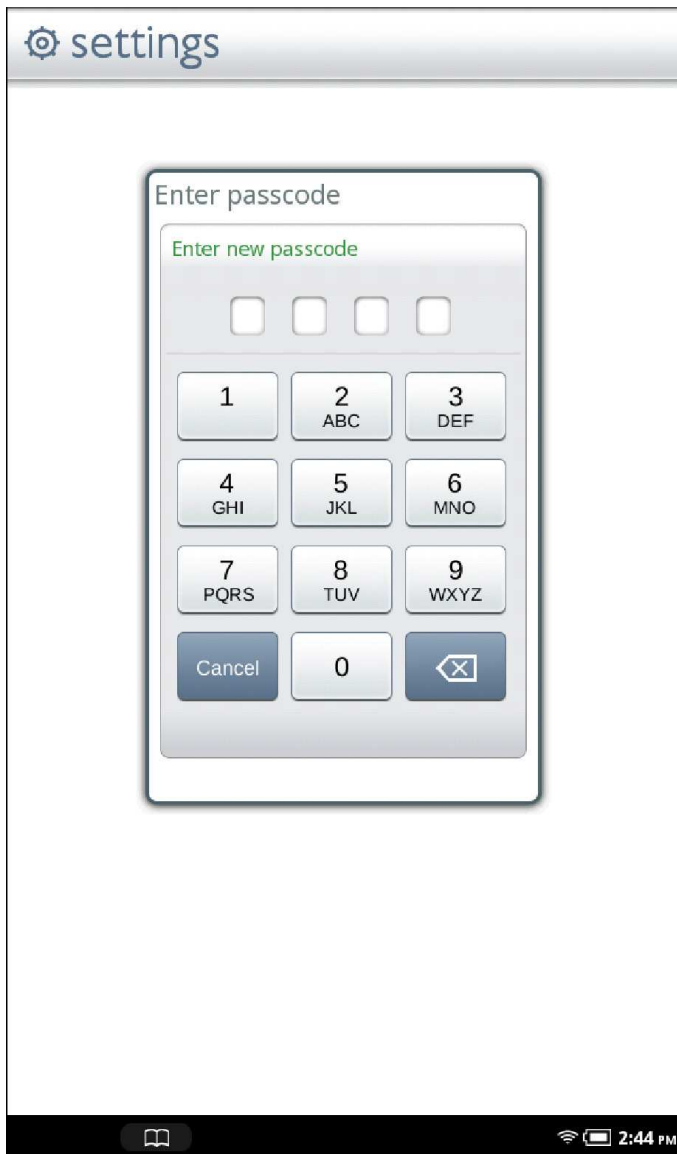 settings
Enter passcode
Enter new passcode
1 2 3
ABC DEF
4 5 6
GHI JKL MNO
7 8 9
PQRS TUV WXYZ
Cancel 0
2:44 PM